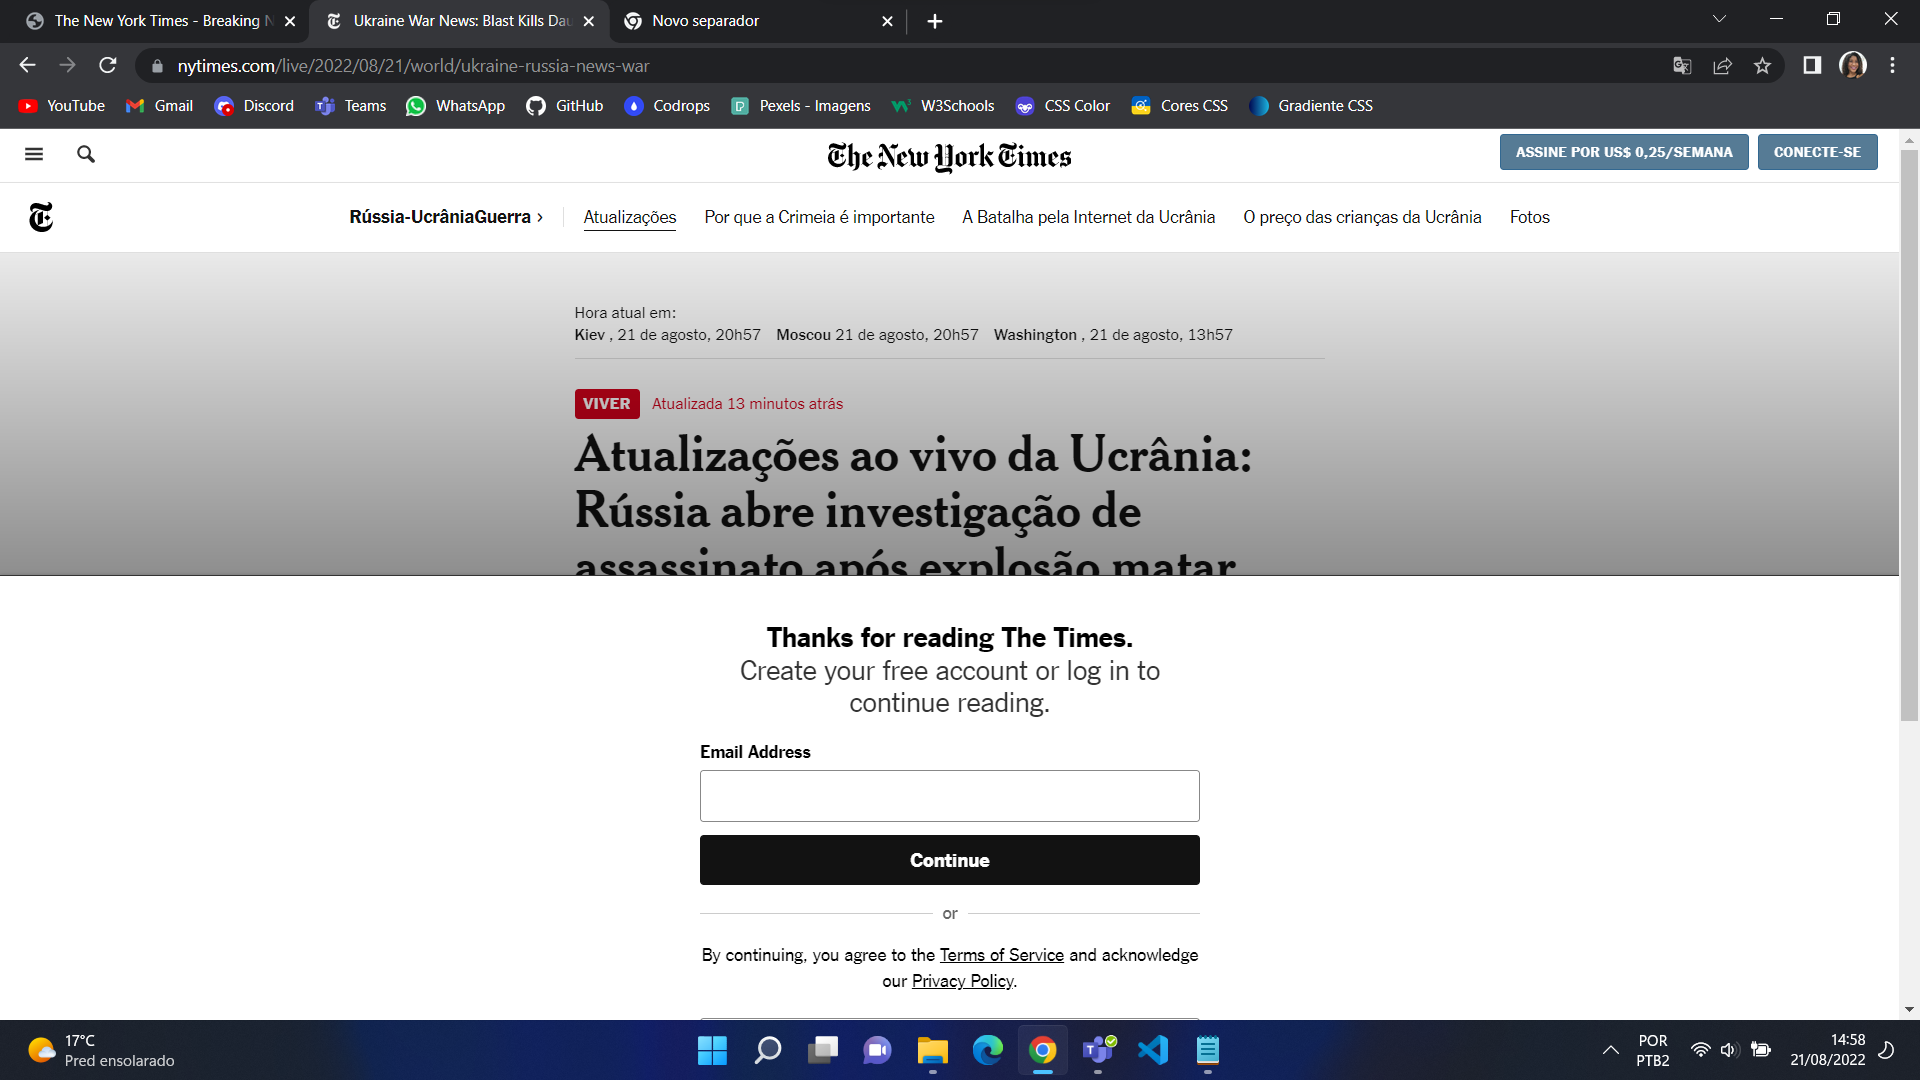 The New York Times - Breaking N
Ukraine War News: Blast Kills Dau
Novo separador
nytimes.com/live/2022/08/21/world/ukraine-russia-news-war
YouTube
Gmail
Discord
Teams
WhatsApp
GitHub
Codrops
Pexels - Imagens
W3Schools
CSS Color
Cores CSS
Gradiente CSS
The New York Times
ASSINE POR US$ 0,25/SEMANA
CONECTE-SE
Rússia-UcrâniaGuerra ›
Atualizações
Por que a Crimeia é importante
A Batalha pela Internet da Ucrânia
O preço das crianças da Ucrânia
Fotos
Hora atual em:
Kiev , 21 de agosto, 20h57 Moscou 21 de agosto, 20h57 Washington , 21 de agosto, 13h57
VIVER Atualizada 13 minutos atrás
Atualizações ao vivo da Ucrânia:
Rússia abre investigação de
assassinato após explosão matar
Thanks for reading The Times.
Create your free account or log in to
continue reading.
Email Address
Continue
or
By continuing, you agree to the Terms of Service and acknowledge
our Privacy Policy.
17°C
Pred ensolarado
POR
PTB2
14:58
21/08/2022